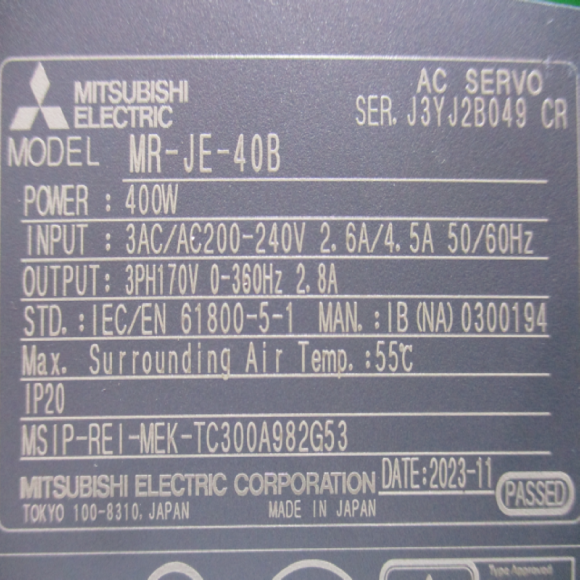 MITSUBISHI
ELECTRIC
AC SERVO
SER. J3YJ2B049 CR
MODEL MR-JE-40B
POWER : 400W
INPUT : 3AC/AC200-240V 2.6A/4.5A 50/60Hz
OUTPUT: 3PH170V 0-360Hz 2.8A
STD.:IEC/EN 61800-5-1 MAN.:IB(NA)0300194
Max. Surrounding Air Temp.:55℃
IP20
MSIP-REI-MEK-TC300A982G53
MITSUBISHI ELECTRIC CORPORATION DATE:2023-11
TOKYO 100-8310, JAPAN MADE IN JAPAN PASSED
Type Approved